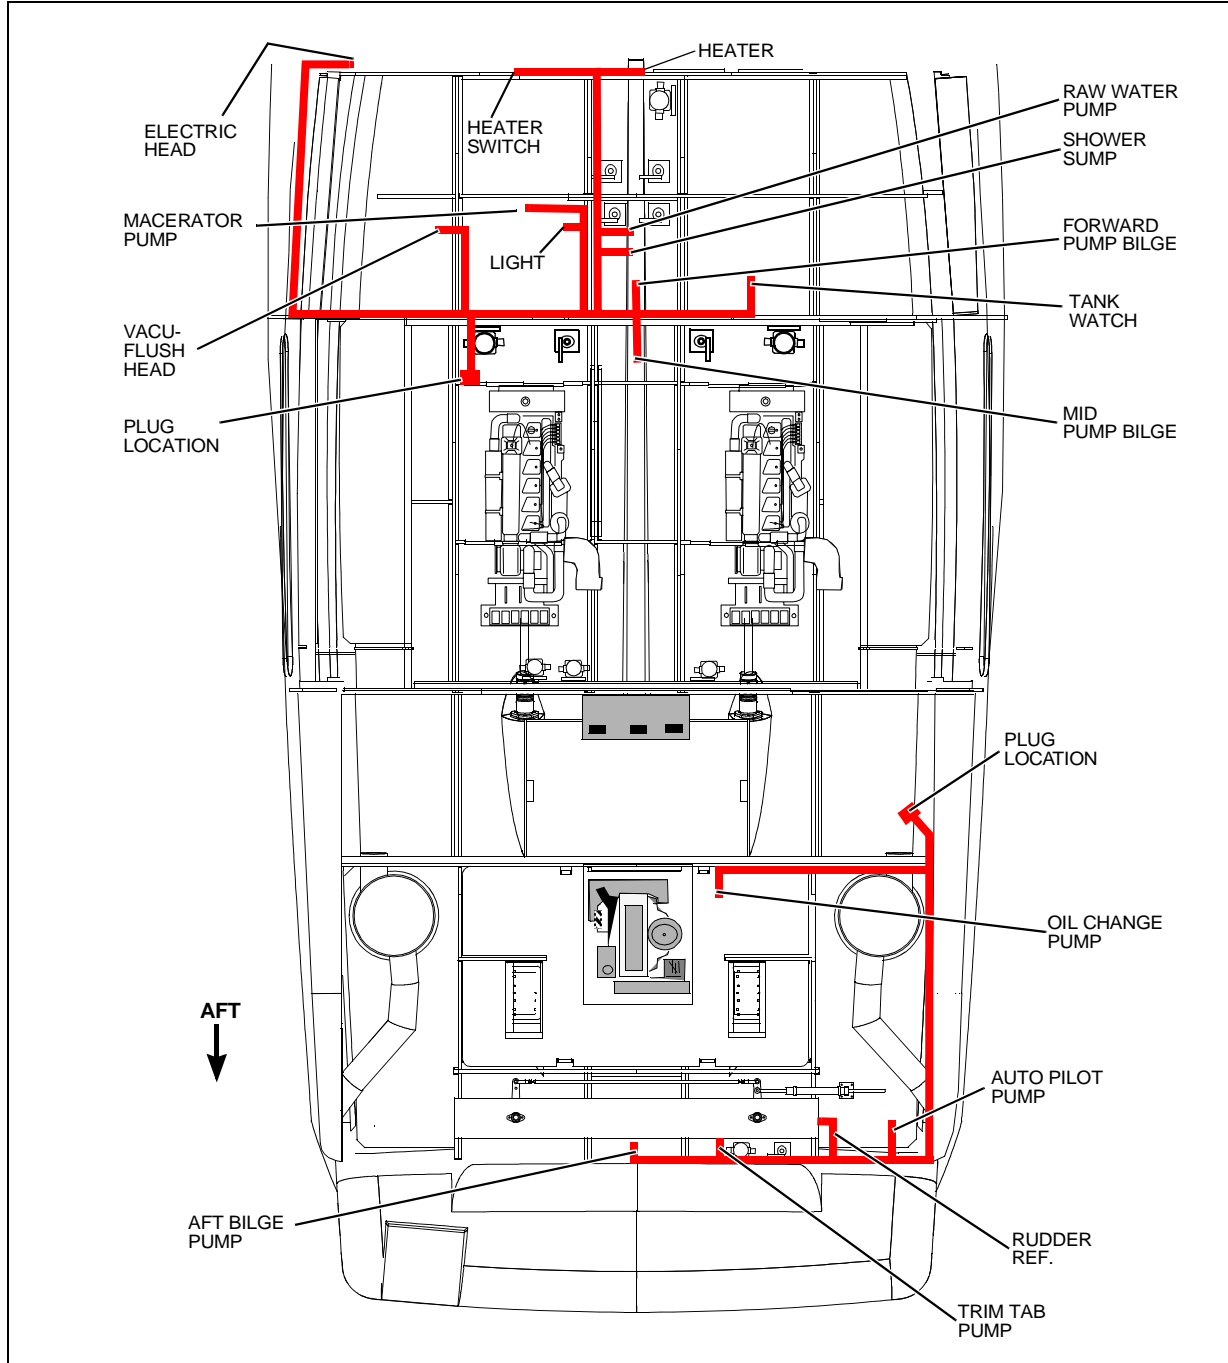 HEATER
RAW WATER
PUMP
ELECTRIC
HEAD
HEATER
SWITCH
SHOWER
SUMP
MACERATOR
PUMP
FORWARD
PUMP BILGE
LIGHT
TANK
WATCH
VACU-
FLUSH
HEAD
PLUG
LOCATION
MID
PUMP BILGE
PLUG
LOCATION
OIL CHANGE
PUMP
AFT
AUTO PILOT
PUMP
AFT BILGE
PUMP
RUDDER
REF.
TRIM TAB
PUMP